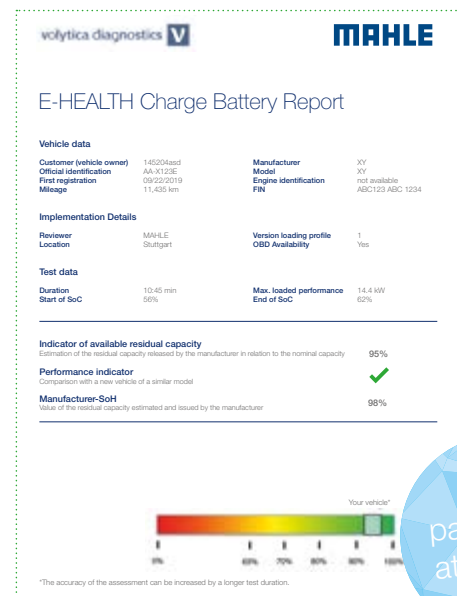 volytica diagnostics V
MAHLE
E-HEALTH Charge Battery Report
Vehicle data
Customer (vehicle owner) 145204asd Manufacturer XY
Official identification AA-X123E Model XY
First registration 09/22/2019 Engine identification not available
Mileage 11,435 km FIN ABC123 ABC 1234
Implementation Details
Reviewer MAHLE Version loading profile 1
Location Stuttgart OBD Availability Yes
Test data
Duration 10:45 min Max. loaded performance 14.4 kW
Start of SoC 56% End of SoC 62%
Indicator of available residual capacity
Estimation of the residual capacity released by the manufacturer in relation to the nominal capacity 95%
Performance indicator
Comparison with a new vehicle of a similar model
Manufacturer-SoH
Value of the residual capacity estimated and issued by the manufacturer 98%
Your vehicle*
0% 60% 70% 80% 90% 100%
*The accuracy of the assessment can be increased by a longer test duration.
pa
at